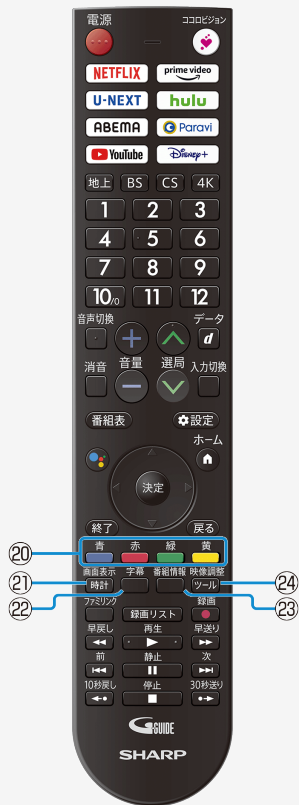 電源 ココロビジョン
NETFLIX prime video
U-NEXT hulu
ABEMA Paravi
YouTube Disney+
地上 BS CS 4K
1 2 3
4 5 6
7 8 9
10/0 11 12
音声切換 データ
+ d
消音 音量 選局 入力切換
−
番組表 設定
ホーム
決定
終了 戻る
⑳ 青 赤 緑 黄
画面表示 字幕 番組情報 映像調整
㉑ 時計 ツール ㉔
㉒ ㉓
ファミリンク 録画リスト 録画
早戻し 再生 早送り
前 静止 次
10秒戻し 停止 30秒送り
G GUIDE
SHARP